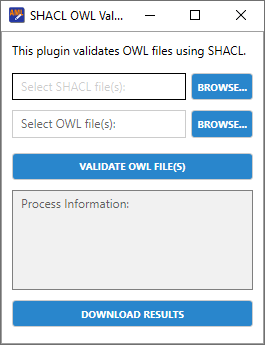 SHACL OWL Val...
This plugin validates OWL files using SHACL.
Select SHACL file(s):
BROWSE...
Select OWL file(s):
BROWSE...
VALIDATE OWL FILE(S)
Process Information:
DOWNLOAD RESULTS